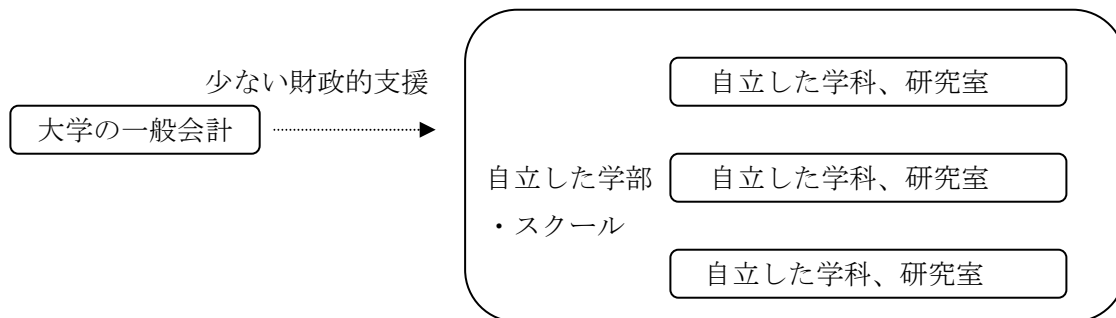 少ない財政的支援
大学の一般会計
自立した学部
・スクール
自立した学科、研究室
自立した学科、研究室
自立した学科、研究室